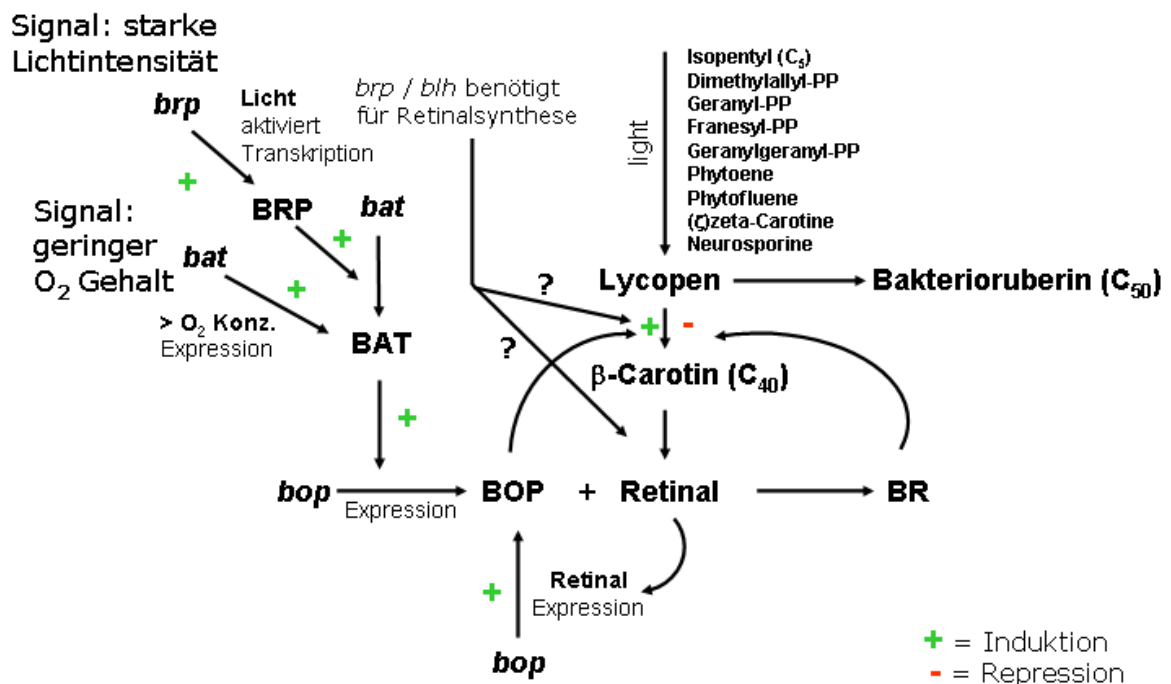 Signal: starke
Lichtintensität
brp
Licht
aktiviert
Transkription
brp / blh benötigt
für Retinalsynthese
light
Isopentyl (C5)
Dimethylallyl-PP
Geranyl-PP
Franesyl-PP
Geranylgeranyl-PP
Phytoene
Phytofluene
(ζ)zeta-Carotine
Neurosporine
+
BRP
bat
+
Signal:
geringer
O2 Gehalt
bat
+
> O2 Konz.
Expression
BAT
?
?
Lycopen
Bakterioruberin (C50)
+ -
β-Carotin (C40)
+
bop
Expression
BOP + Retinal
BR
+
Retinal
Expression
bop
+ = Induktion
- = Repression